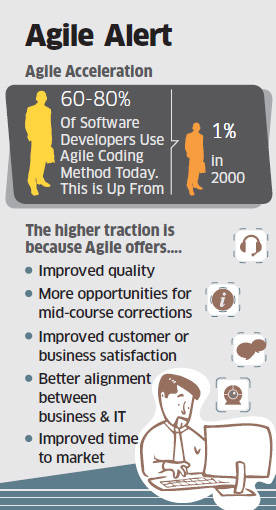 Agile Alert
Agile Acceleration
60-80%
Of Software
Developers Use
Agile Coding
Method Today.
This is Up From
1%
in
2000
The higher traction is
because Agile offers....
• Improved quality
• More opportunities for
mid-course corrections
• Improved customer or
business satisfaction
• Better alignment
between
business & IT
• Improved time
to market
i